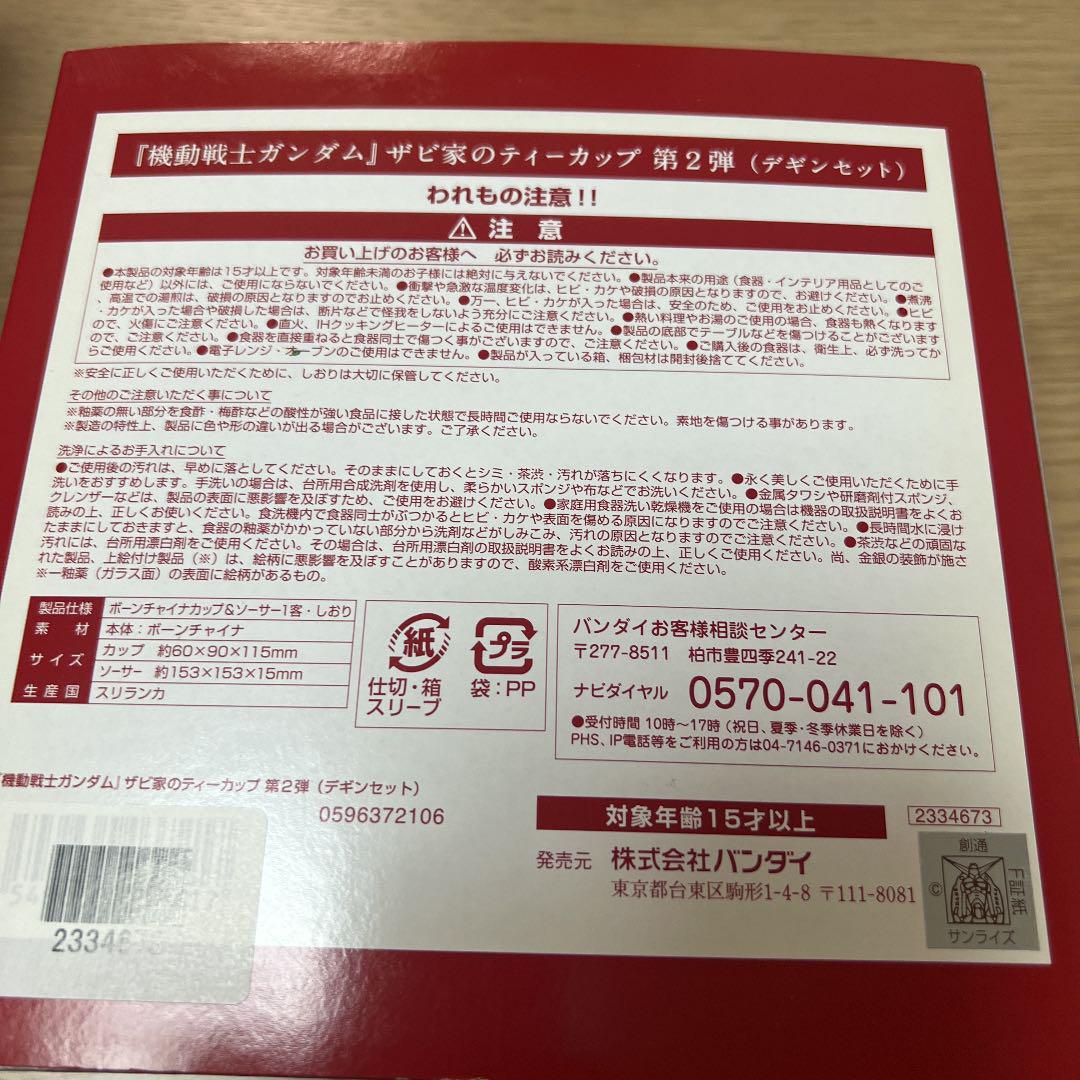 『機動戦士ガンダム』ザビ家のティーカップ 第2弾（デギンセット）
われもの注意!!
⚠ 注 意
お買い上げのお客様へ 必ずお読みください。
●本製品の対象年齢は15才以上です。対象年齢未満のお子様には絶対に与えないでください。●製品本来の用途（食器・インテリア用品としてのご
使用など）以外には、ご使用にならないでください。●衝撃や急激な温度変化は、ヒビ・カケや破損の原因となりますので、お避けください。●煮沸
、高温での湯煎は、破損の原因となりますのでお止めください。●万一、ヒビ・カケが入った場合は、安全のため、ご使用をお止めください。●ヒビ
・カケが入った場合や破損した場合は、断片などで怪我をしないよう充分にご注意ください。●熱い料理やお湯のご使用の場合、食器も熱くなります
ので、火傷にご注意ください。●直火、IHクッキングヒーターによるご使用はできません。●製品の底部でテーブルなどを傷つけることがございます
ので、ご注意ください。●食器を直接重ねると食器同士で傷つく事がございますので、ご注意ください。●ご購入後の食器は、衛生上、必ず洗ってか
らご使用ください。●電子レンジ・オーブンのご使用はできません。●製品が入っている箱、梱包材は開封後捨ててください。
※安全に正しくご使用いただくために、しおりは大切に保管してください。
その他のご注意いただく事について
※釉薬の無い部分を食酢・梅酢などの酸性が強い食品に接した状態で長時間ご使用ならないでください。素地を傷つける事があります。
※製造の特性上、製品に色や形の違いが出る場合がございます。ご了承ください。
洗浄によるお手入れについて
●ご使用後の汚れは、早めに落としてください。そのままにしておくとシミ・茶渋・汚れが落ちにくくなります。●永く美しくご使用いただくために手
洗いをおすすめします。手洗いの場合は、台所用合成洗剤を使用し、柔らかいスポンジや布などでお洗いください。●金属タワシや研磨剤付スポンジ、
クレンザーなどは、製品の表面に悪影響を及ぼすため、ご使用をお避けください。●家庭用食器洗い乾燥機をご使用の場合は機器の取扱説明書をよくお
読みの上、正しくお使いください。食洗機内で食器同士がぶつかるとヒビ・カケや表面を傷める原因になりますのでご注意ください。●長時間水に浸け
たままにしておきますと、食器の釉薬がかかっていない部分から洗剤などがしみこみ、汚れの原因となりますのでご注意ください。●茶渋などの頑固な
汚れには、台所用漂白剤をご使用ください。その場合は、台所用漂白剤の取扱説明書をよくお読みの上、正しくご使用ください。尚、金銀の装飾が施さ
れた製品、上絵付け製品（※）は、絵柄に悪影響を及ぼすことがありますので、酸素系漂白剤をご使用ください。
※一釉薬（ガラス面）の表面に絵柄があるもの。
製品仕様 ボーンチャイナカップ&ソーサー1客・しおり
素 材 本体：ボーンチャイナ
サイズ カップ 約60×90×115mm
ソーサー 約153×153×15mm
生産国 スリランカ
紙
仕切・箱
スリーブ
プラ
袋：PP
バンダイお客様相談センター
〒277-8511 柏市豊四季241-22
ナビダイヤル 0570-041-101
●受付時間 10時〜17時（祝日、夏季・冬季休業日を除く）
PHS、IP電話等をご利用の方は04-7146-0371におかけください。
機動戦士ガンダム』ザビ家のティーカップ 第2弾（デギンセット）
0596372106
対象年齢15才以上
2334673
発売元 株式会社バンダイ
東京都台東区駒形1-4-8 〒111-8081
創通
©
F証紙
サンライズ